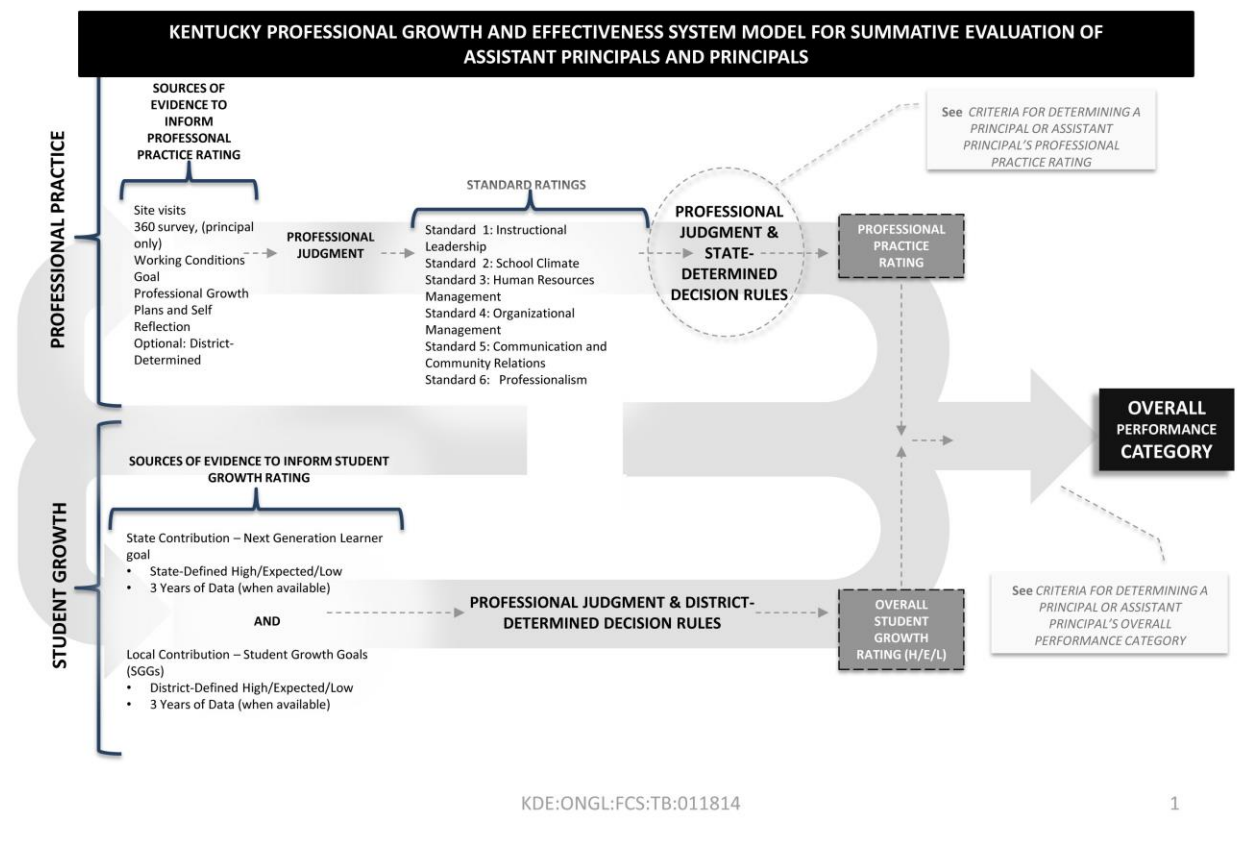 KENTUCKY PROFESSIONAL GROWTH AND EFFECTIVENESS SYSTEM MODEL FOR SUMMATIVE EVALUATION OF
ASSISTANT PRINCIPALS AND PRINCIPALS
PROFESSIONAL PRACTICE
SOURCES OF
EVIDENCE TO
INFORM
PROFESSONAL
PRACTICE RATING
Site visits
360 survey, (principal
only)
Working Conditions
Goal
Professional Growth
Plans and Self
Reflection
Optional: District-
Determined
PROFESSIONAL
JUDGMENT
STANDARD RATINGS
Standard 1: Instructional
Leadership
Standard 2: School Climate
Standard 3: Human Resources
Management
Standard 4: Organizational
Management
Standard 5: Communication and
Community Relations
Standard 6: Professionalism
PROFESSIONAL
JUDGMENT &
STATE-
DETERMINED
DECISION RULES
See CRITERIA FOR DETERMINING A
PRINCIPAL OR ASSISTANT
PRINCIPAL'S PROFESSIONAL
PRACTICE RATING
PROFESSIONAL
PRACTICE
RATING
OVERALL
PERFORMANCE
CATEGORY
STUDENT GROWTH
SOURCES OF EVIDENCE TO INFORM STUDENT
GROWTH RATING
State Contribution – Next Generation Learner
goal
• State-Defined High/Expected/Low
• 3 Years of Data (when available)
AND
Local Contribution – Student Growth Goals
(SGGs)
• District-Defined High/Expected/Low
• 3 Years of Data (when available)
PROFESSIONAL JUDGMENT & DISTRICT-
DETERMINED DECISION RULES
OVERALL
STUDENT
GROWTH
RATING (H/E/L)
See CRITERIA FOR DETERMINING A
PRINCIPAL OR ASSISTANT
PRINCIPAL'S OVERALL
PERFORMANCE CATEGORY
KDE:ONGL:FCS:TB:011814
1